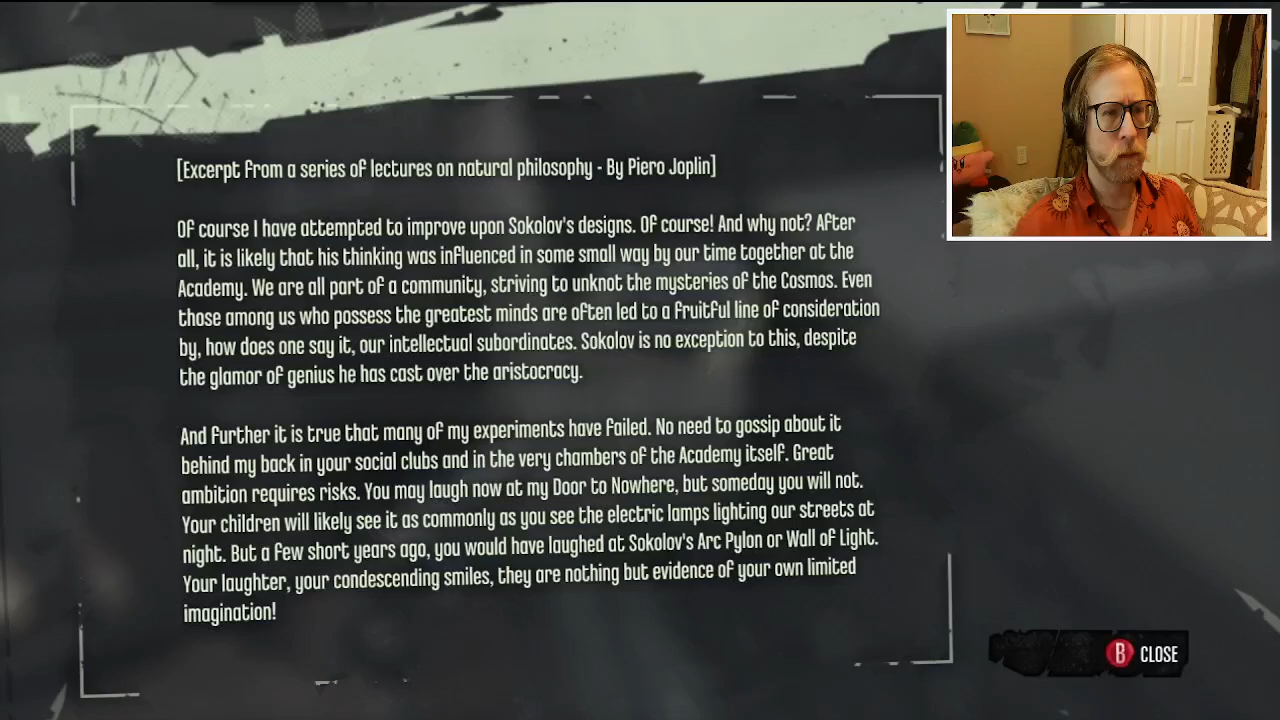 [Excerpt from a series of lectures on natural philosophy - By Piero Joplin]
Of course I have attempted to improve upon Sokolov's designs. Of course! And why not? After
all, it is likely that his thinking was influenced in some small way by our time together at the
Academy. We are all part of a community, striving to unknot the mysteries of the Cosmos. Even
those among us who possess the greatest minds are often led to a fruitful line of consideration
by, how does one say it, our intellectual subordinates. Sokolov is no exception to this, despite
the glamor of genius he has cast over the aristocracy.
And further it is true that many of my experiments have failed. No need to gossip about it
behind my back in your social clubs and in the very chambers of the Academy itself. Great
ambition requires risks. You may laugh now at my Door to Nowhere, but someday you will not.
Your children will likely see it as commonly as you see the electric lamps lighting our streets at
night. But a few short years ago, you would have laughed at Sokolov's Arc Pylon or Wall of Light.
Your laughter, your condescending smiles, they are nothing but evidence of your own limited
imagination!
B CLOSE